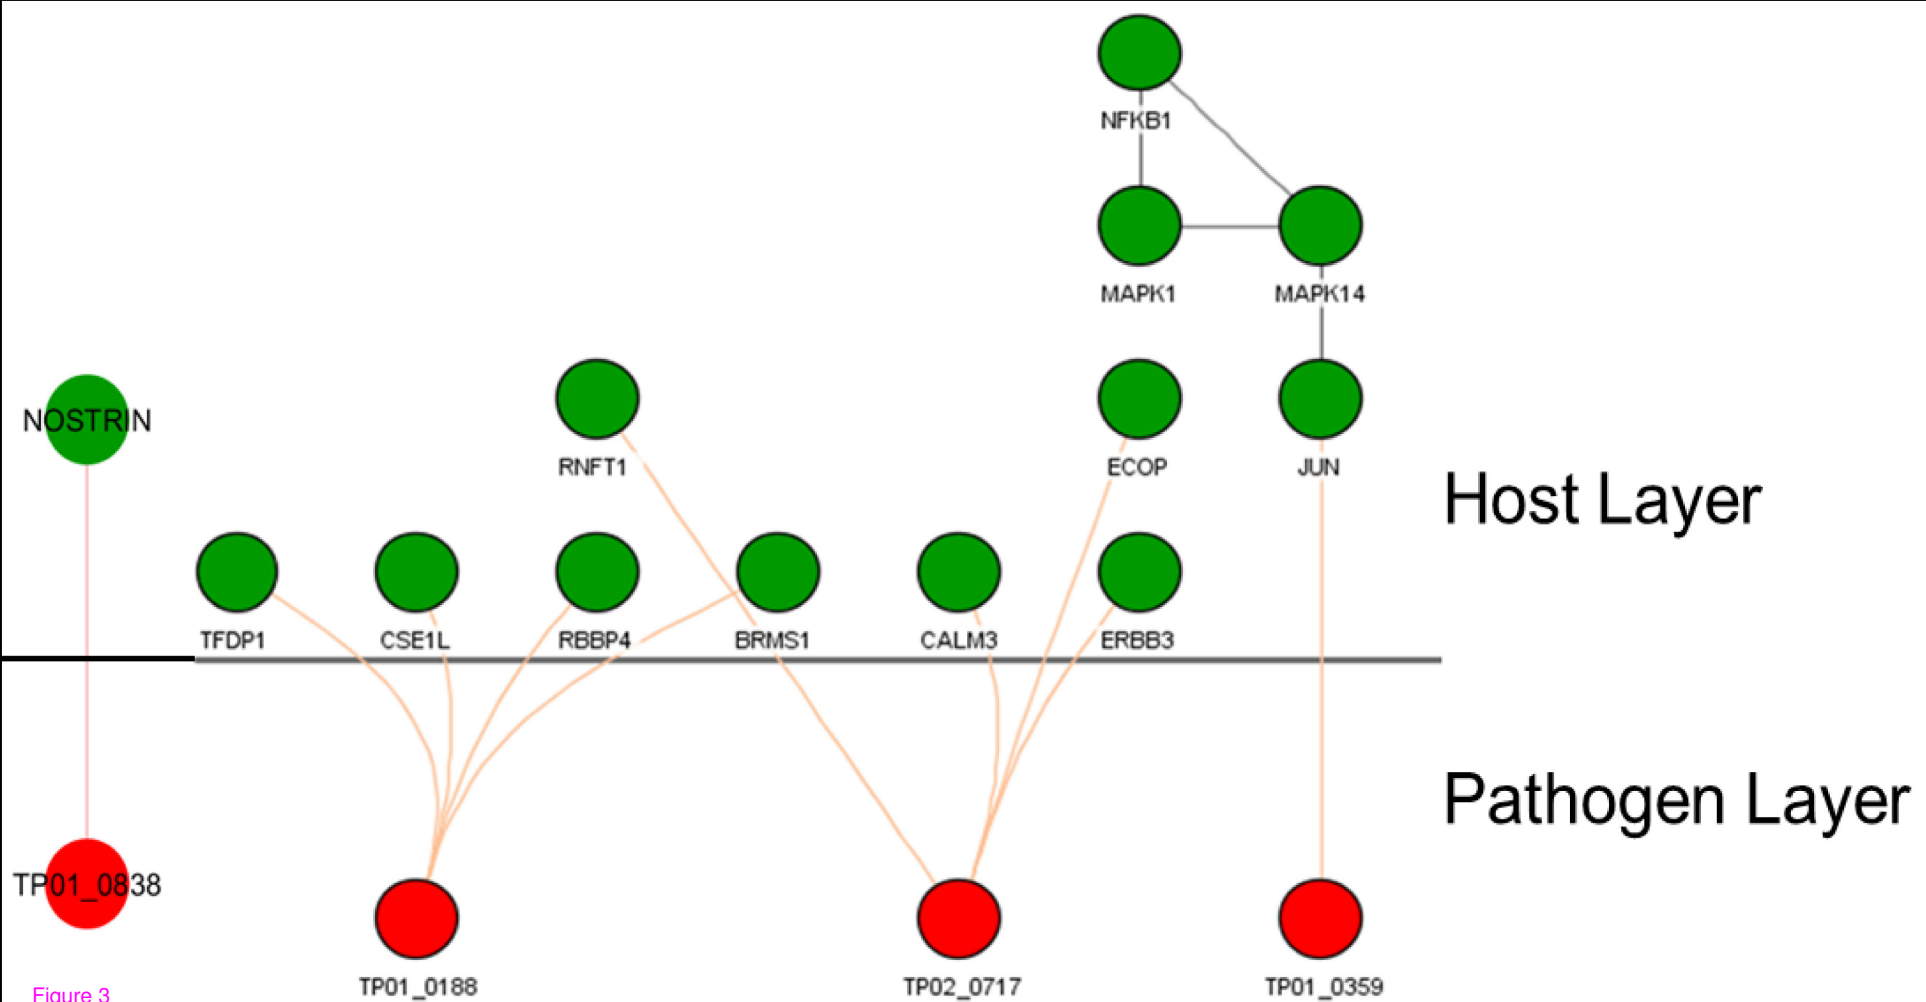 NFKB1
MAPK1
MAPK14
NOSTRIN
RNFT1
ECOP
JUN
Host Layer
TFDP1
CSE1L
RBBP4
BRMS1
CALM3
ERBB3
Pathogen Layer
TP01_0838
TP01_0188
TP02_0717
TP01_0359
Figure 3